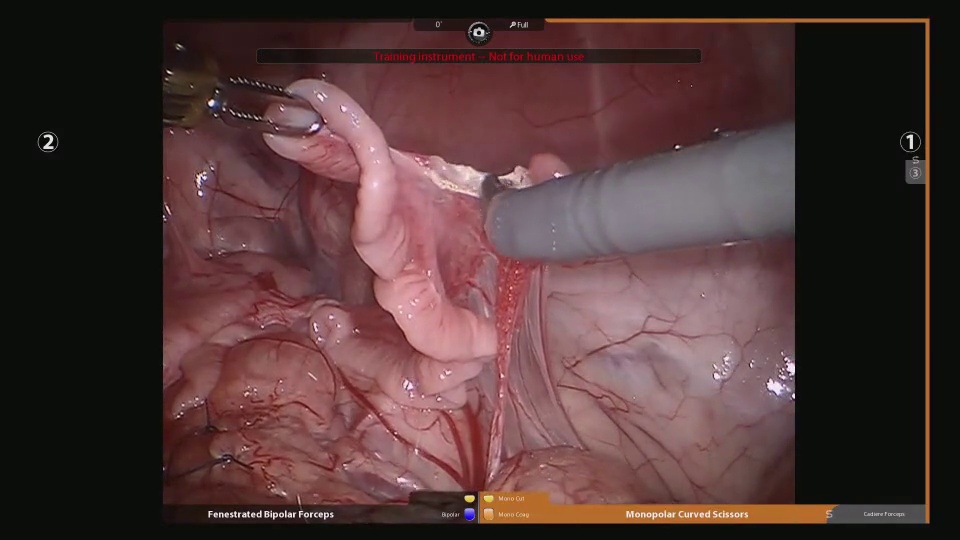 0°
Full
Training Instrument -- Not for human use
2
1
S
3
Mono Cut
Fenestrated Bipolar Forceps
Bipolar
Mono Coag
Monopolar Curved Scissors
S
Cadiere Forceps